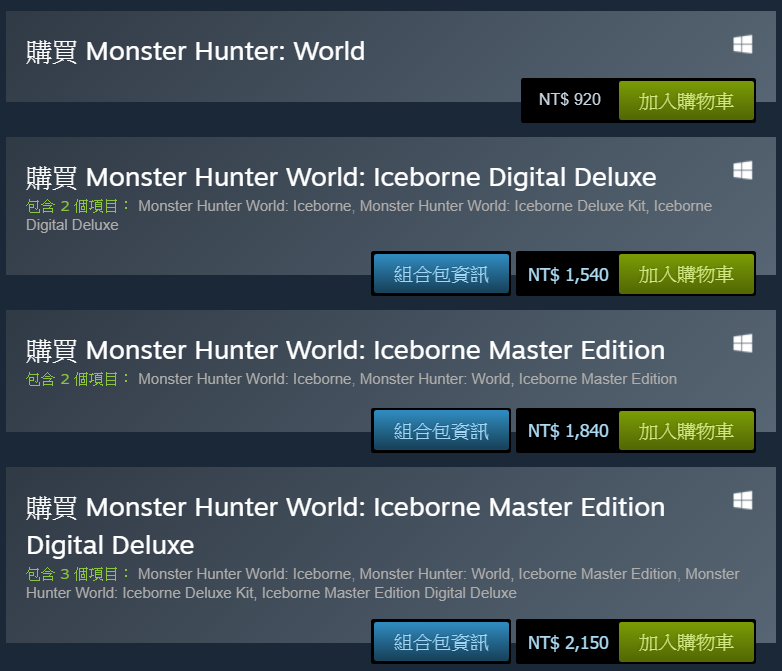 購買 Monster Hunter: World
NT$ 920 加入購物車
購買 Monster Hunter World: Iceborne Digital Deluxe
包含 2 個項目： Monster Hunter World: Iceborne, Monster Hunter World: Iceborne Deluxe Kit, Iceborne
Digital Deluxe
組合包資訊 NT$ 1,540 加入購物車
購買 Monster Hunter World: Iceborne Master Edition
包含 2 個項目： Monster Hunter World: Iceborne, Monster Hunter: World, Iceborne Master Edition
組合包資訊 NT$ 1,840 加入購物車
購買 Monster Hunter World: Iceborne Master Edition
Digital Deluxe
包含 3 個項目： Monster Hunter World: Iceborne, Monster Hunter: World, Iceborne Master Edition, Monster
Hunter World: Iceborne Deluxe Kit, Iceborne Master Edition Digital Deluxe
組合包資訊 NT$ 2,150 加入購物車